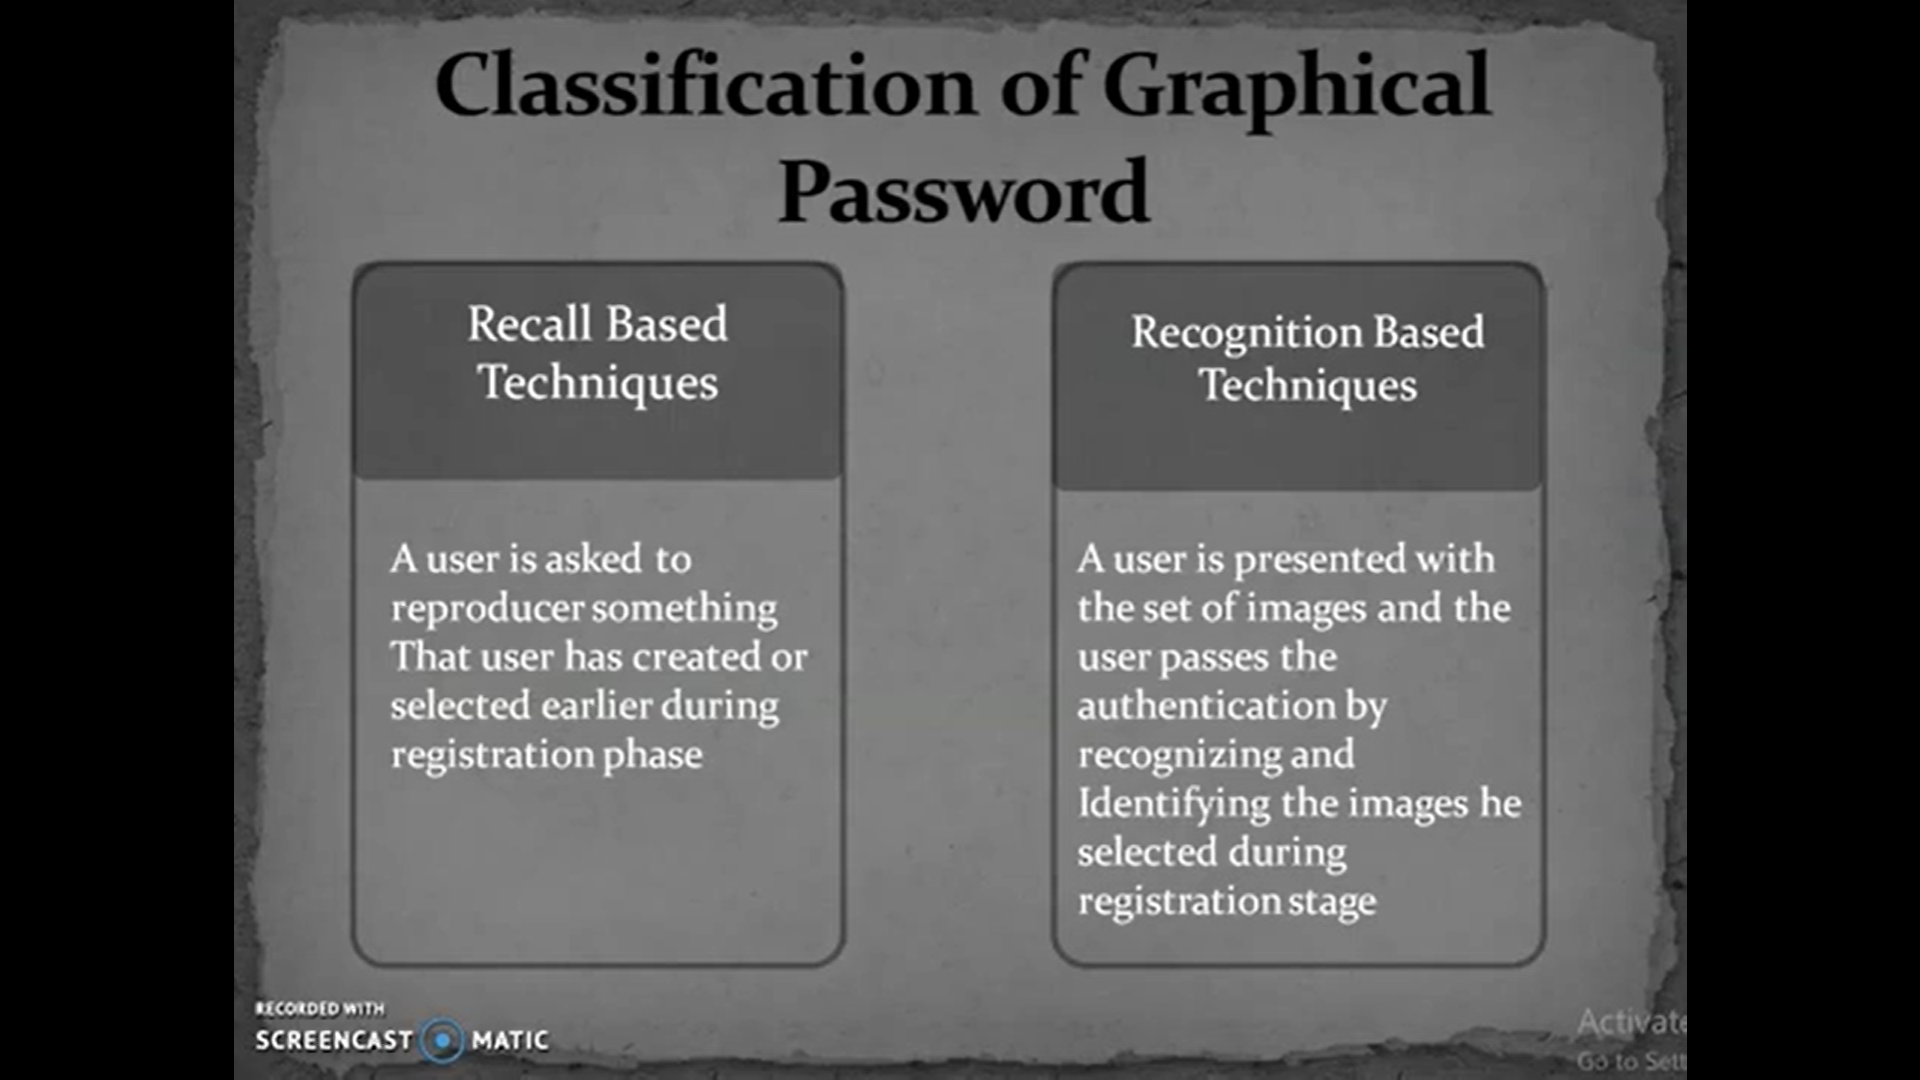 Classification of Graphical
Password
Recall Based
Techniques
A user is asked to
reproducer something
That user has created or
selected earlier during
registration phase
Recognition Based
Techniques
A user is presented with
the set of images and the
user passes the
authentication by
recognizing and
Identifying the images he
selected during
registration stage
RECORDED WITH
SCREENCAST MATIC
Activate
Go to Sett